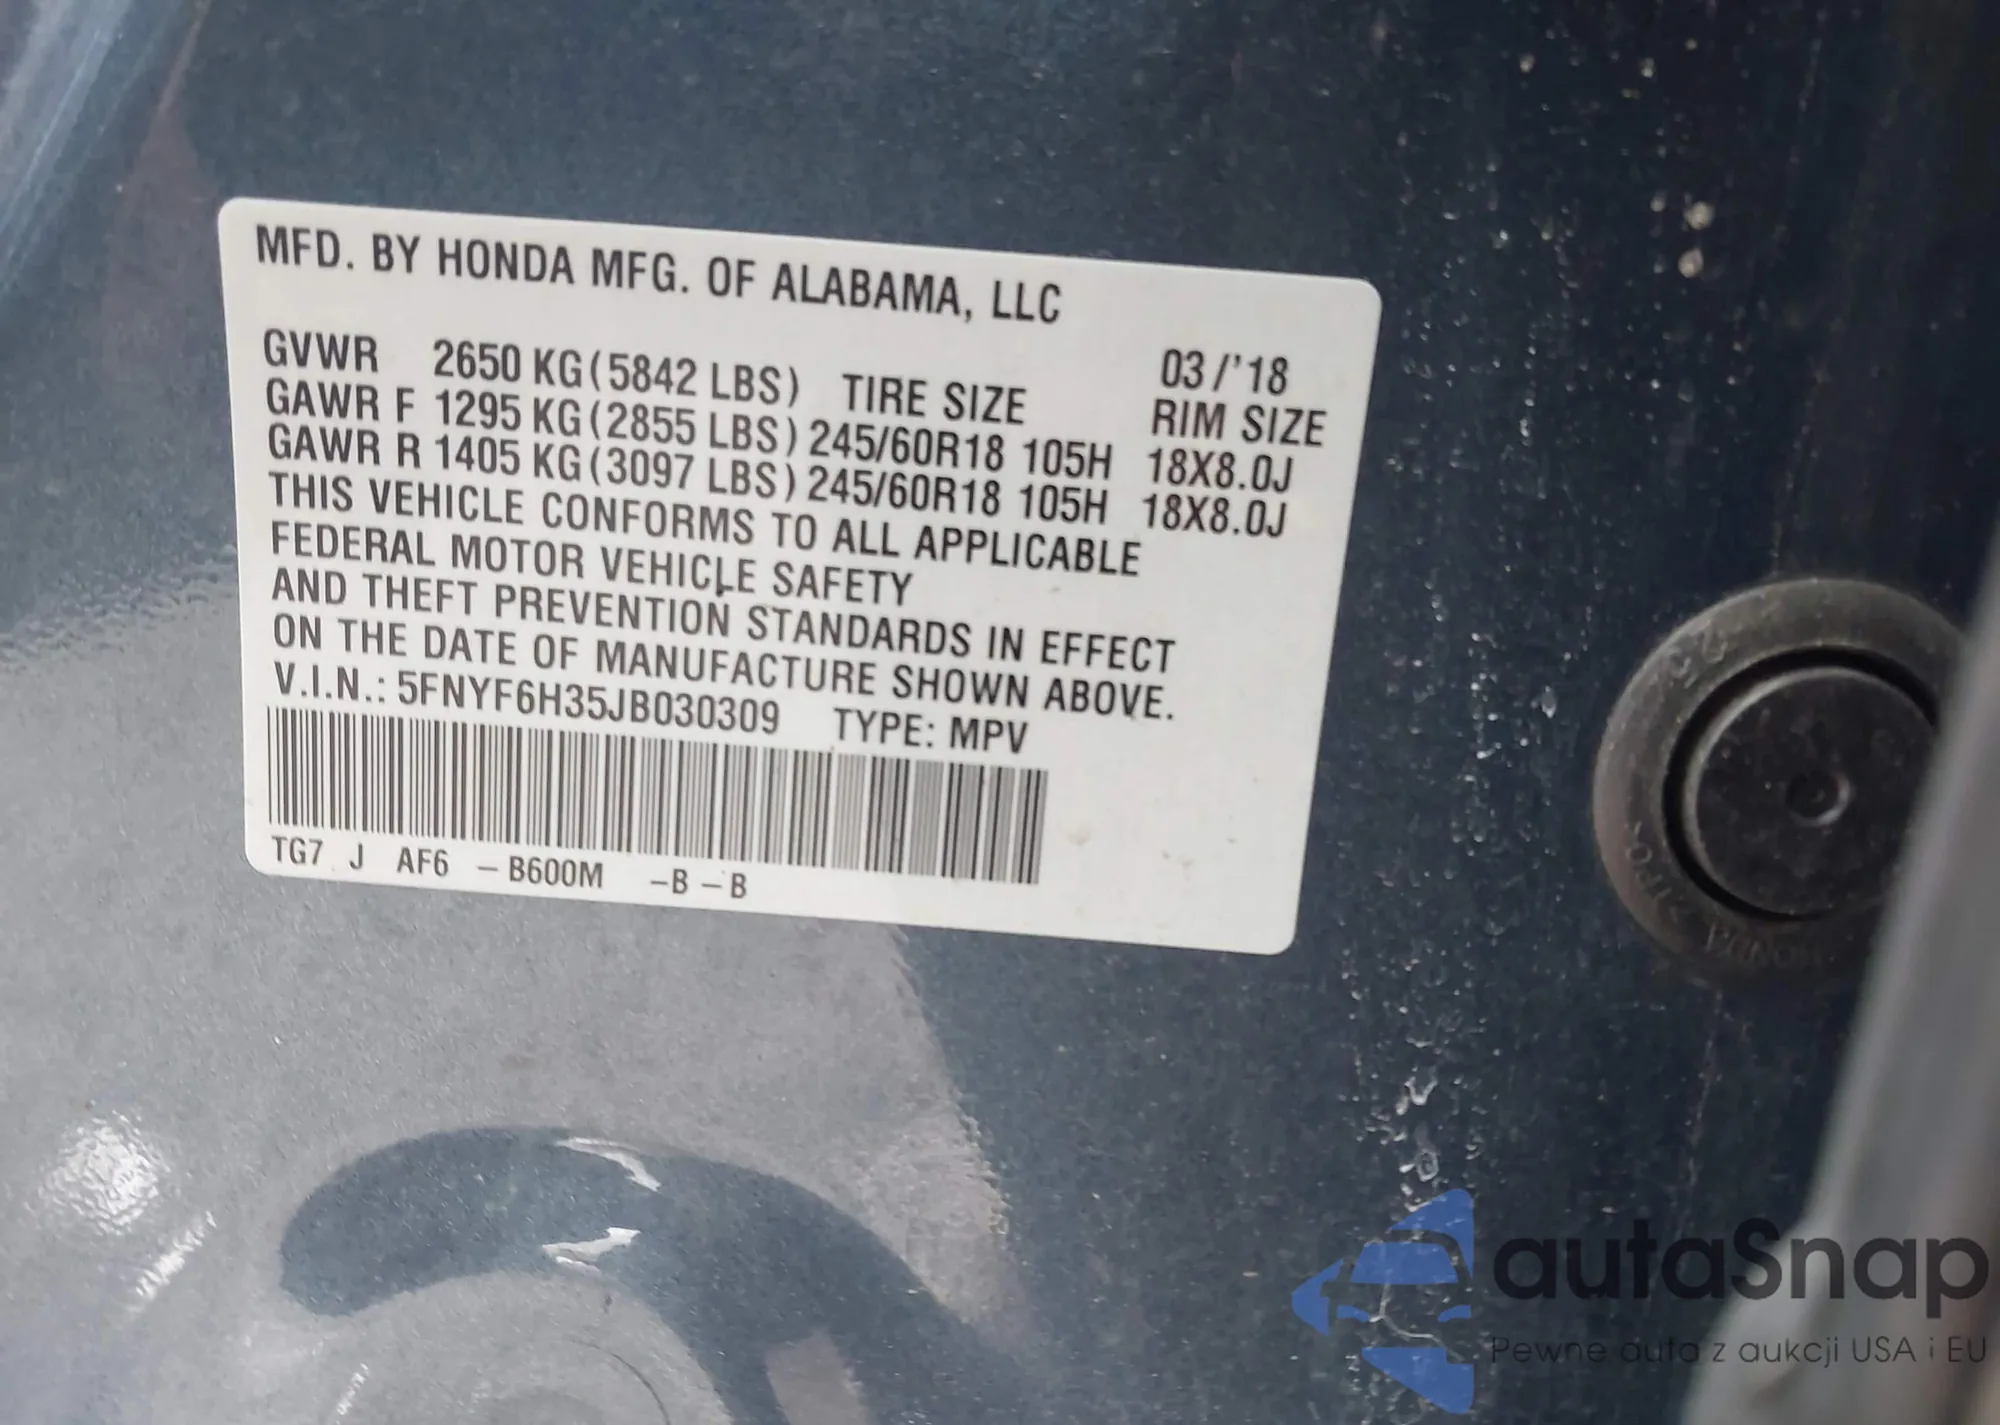 MFD. BY HONDA MFG. OF ALABAMA, LLC
03/'18
GVWR 2650 KG (5842 LBS) TIRE SIZE RIM SIZE
GAWR F 1295 KG (2855 LBS) 245/60R18 105H 18X8.0J
GAWR R 1405 KG (3097 LBS) 245/60R18 105H 18X8.0J
THIS VEHICLE CONFORMS TO ALL APPLICABLE
FEDERAL MOTOR VEHICLE SAFETY
AND THEFT PREVENTION STANDARDS IN EFFECT
ON THE DATE OF MANUFACTURE SHOWN ABOVE.
V.I.N.: 5FNYF6H35JB030309 TYPE: MPV
TG7 J AF6 -B600M -B-B
HONDA
autaSnap
Pewne auta z aukcji USA i EU